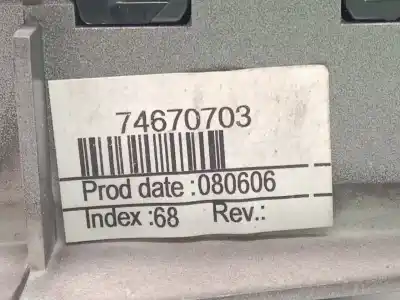 74670703
Prod date :080606
Index :68 Rev.: